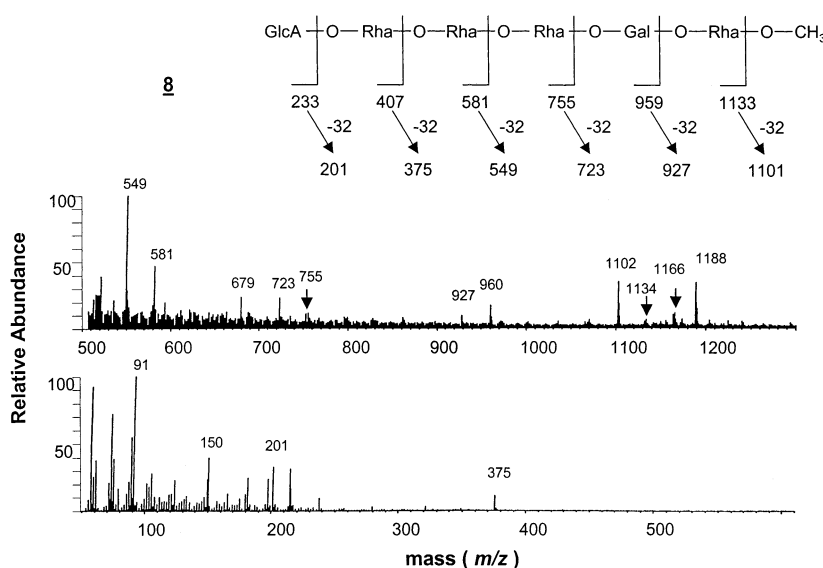 GlcA—O—Rha—O—Rha—O—Rha—O—Gal—O—Rha—O—CH3
8
233 407 581 755 959 1133
-32 -32 -32 -32 -32 -32
201 375 549 723 927 1101
Relative Abundance
100
50
549
581
679
723
755
927
960
1102
1134
1166
1188
500 600 700 800 900 1000 1100 1200
100
50
91
150
201
375
100 200 300 400 500
mass ( m/z )